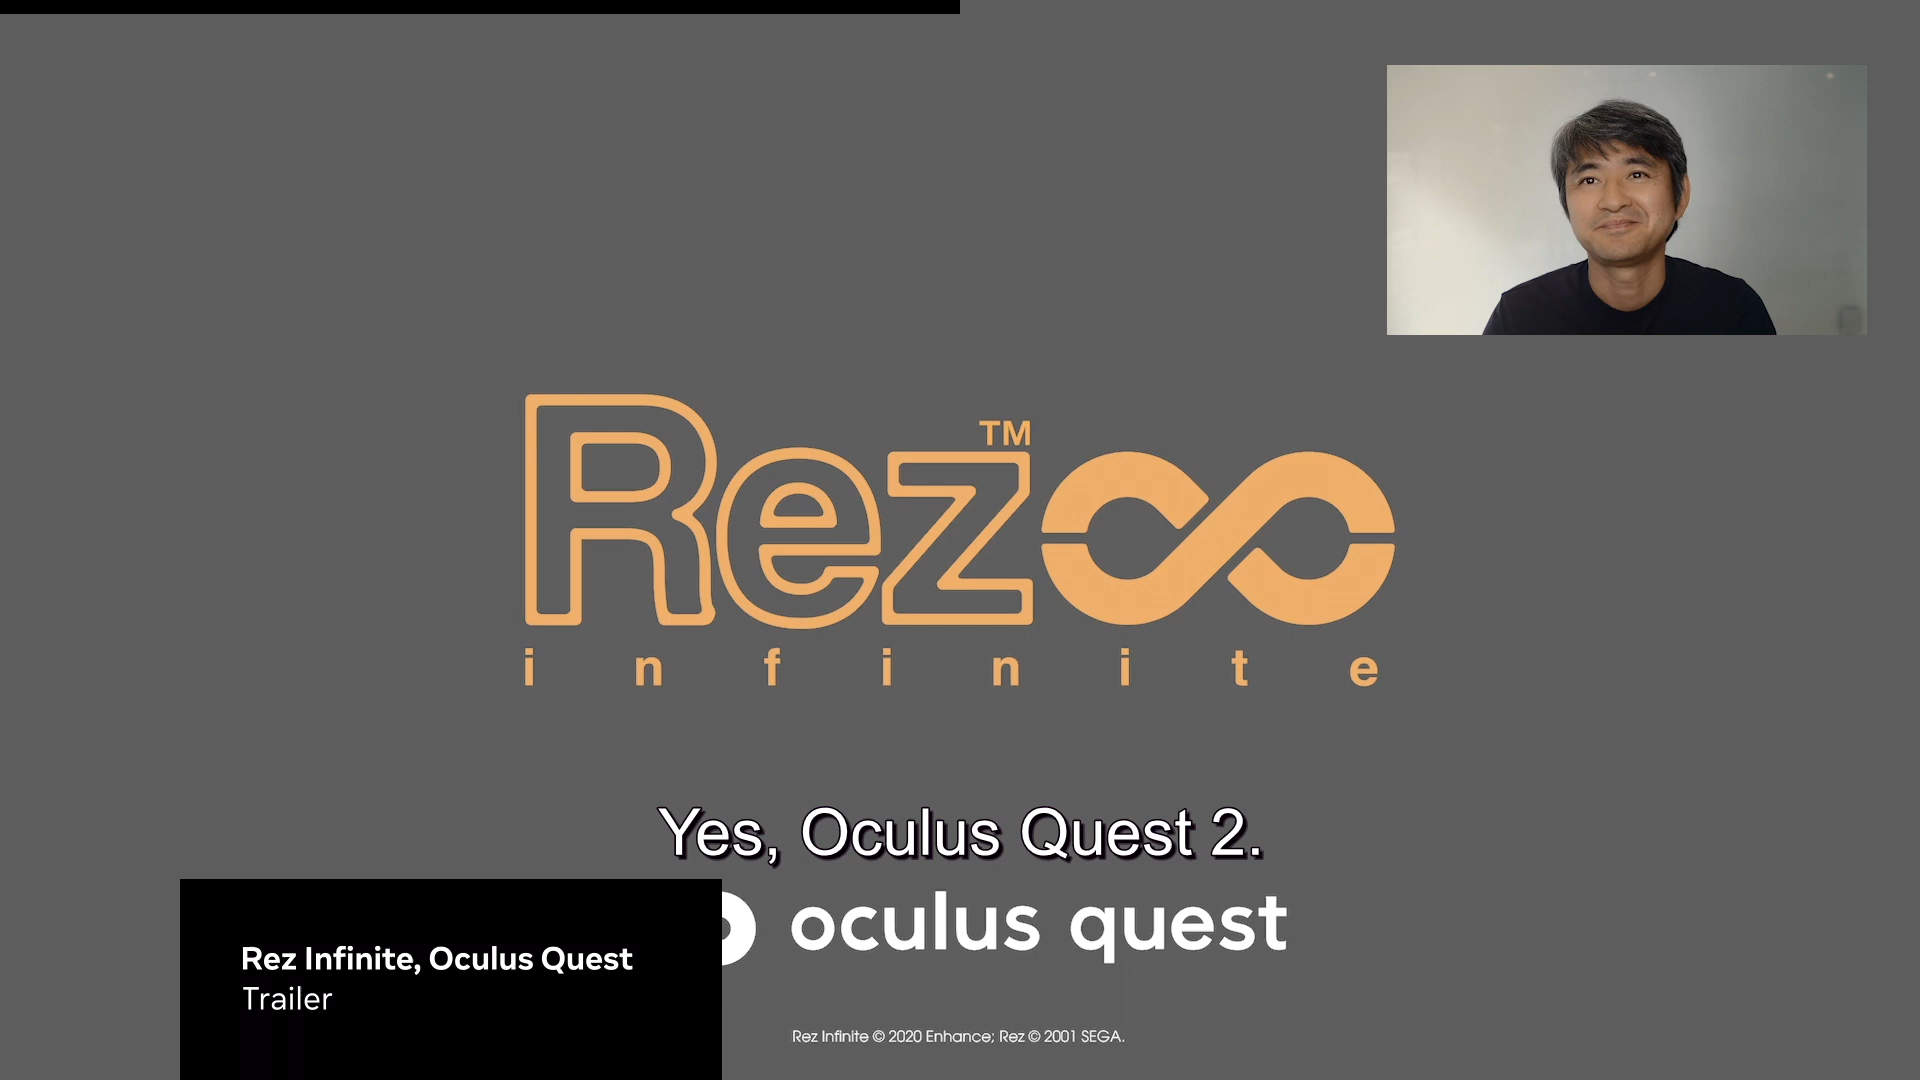 Rez™∞
infinite
Yes, Oculus Quest 2.
oculus quest
Rez Infinite, Oculus Quest
Trailer
Rez Infinite © 2020 Enhance; Rez © 2001 SEGA.